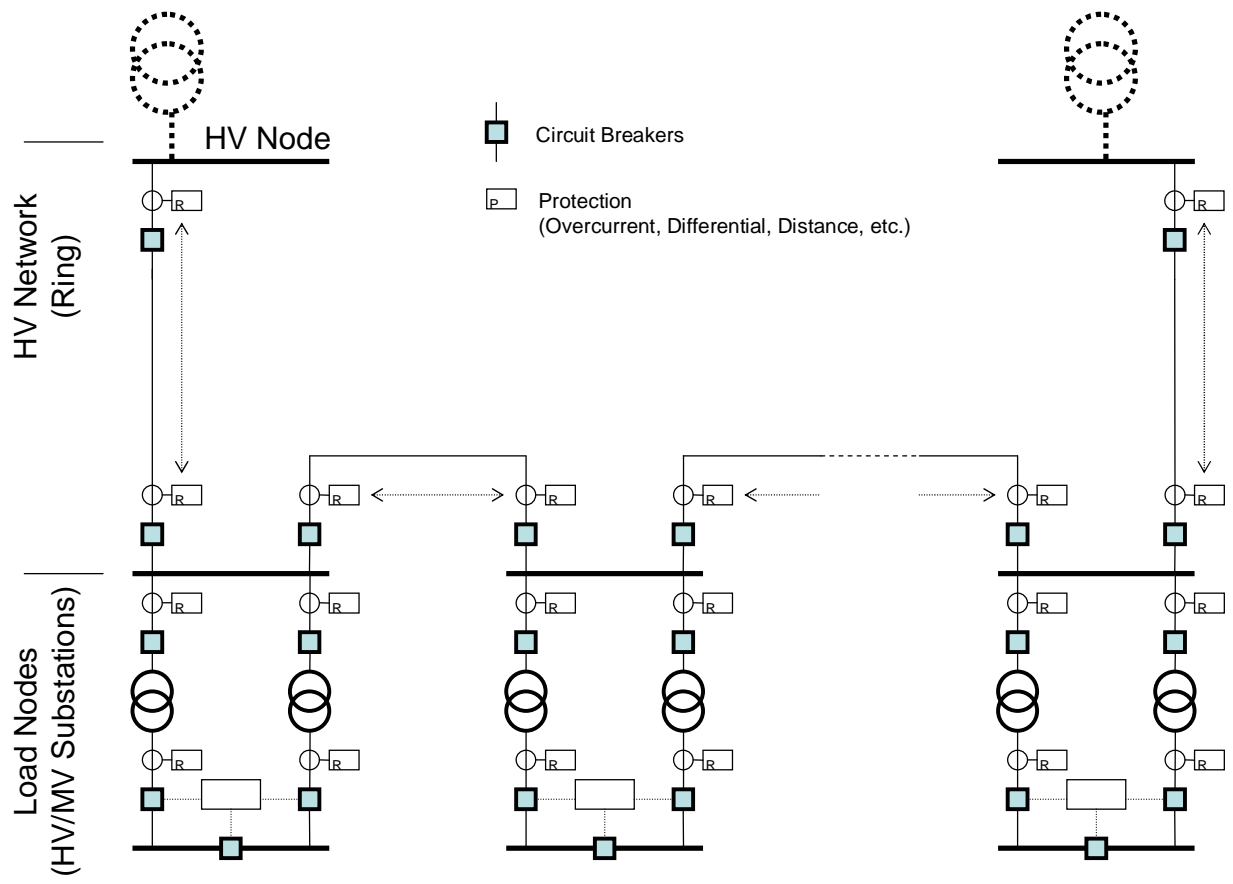 HV Node
Circuit Breakers
HV Network
(Ring)
R
P
Protection
(Overcurrent, Differential, Distance, etc.)
R
R
R
R
R
R
R
Load Nodes
(HV/MV Substations)
R
R
R
R
R
R
R
R
R
R
R
R